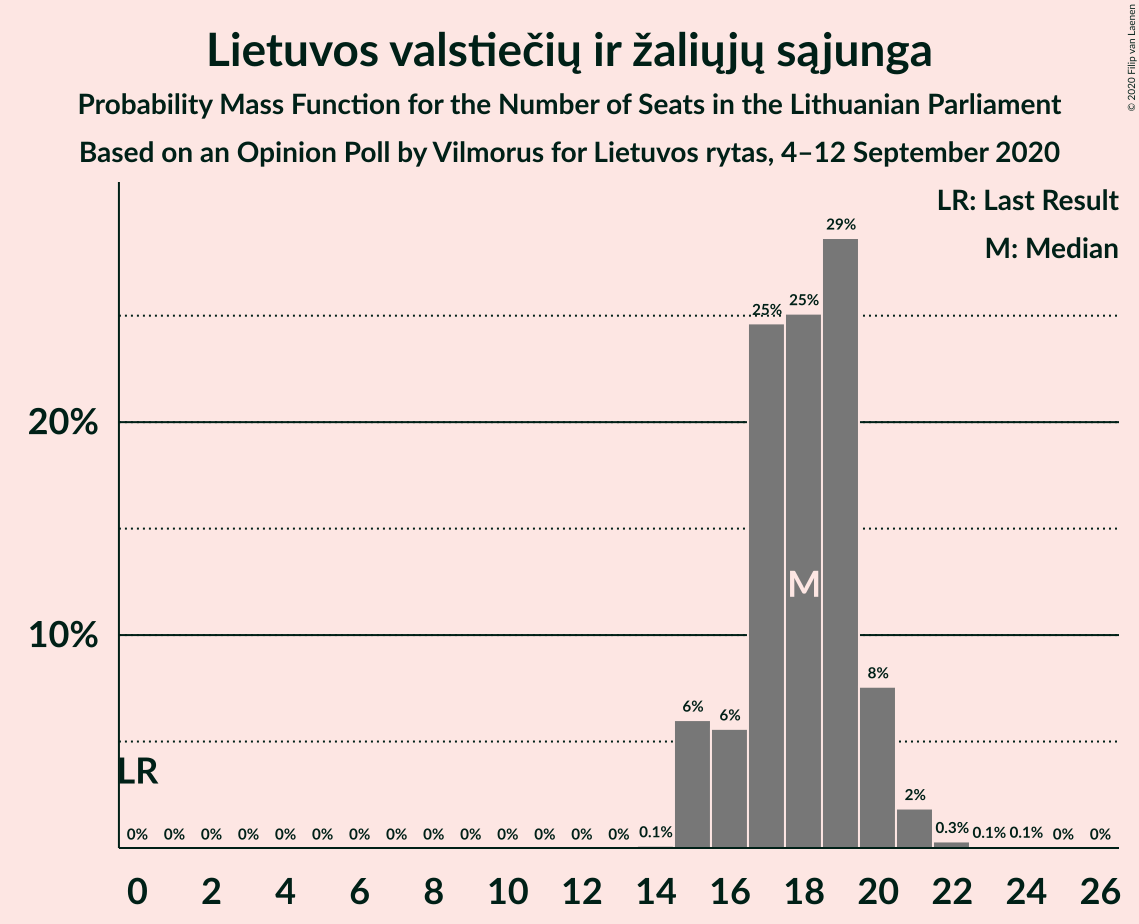 Lietuvos valstiečių ir žaliųjų sąjunga
Probability Mass Function for the Number of Seats in the Lithuanian Parliament
Based on an Opinion Poll by Vilmorus for Lietuvos rytas, 4–12 September 2020
© 2020 Filip van Laenen
LR: Last Result
M: Median
29%
25% 25%
20%
M
10%
8%
6% 6%
LR
2%
0% 0% 0% 0% 0% 0% 0% 0% 0% 0% 0% 0% 0% 0% 0.1% 0.3% 0.1% 0.1% 0% 0%
0 2 4 6 8 10 12 14 16 18 20 22 24 26